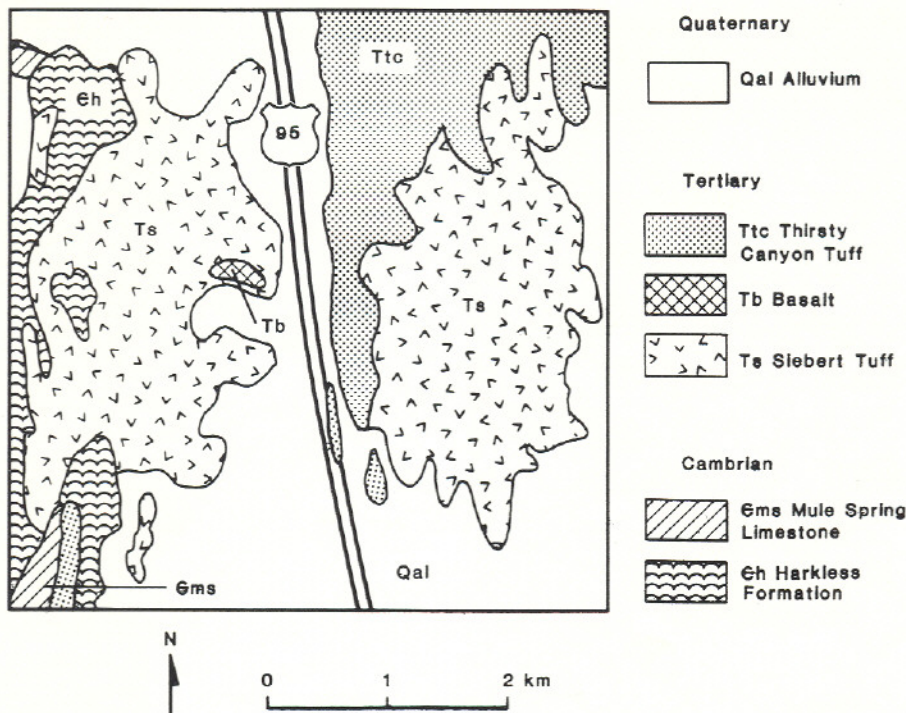 Ttc
Єh
95
Ts
Ts
Tb
Qal
Єms
N
0 1 2 km
Quaternary
Qal Alluvium
Tertiary
Ttc Thirsty
Canyon Tuff
Tb Basalt
Ts Siebert Tuff
Cambrian
Єms Mule Spring
Limestone
Єh Harkless
Formation